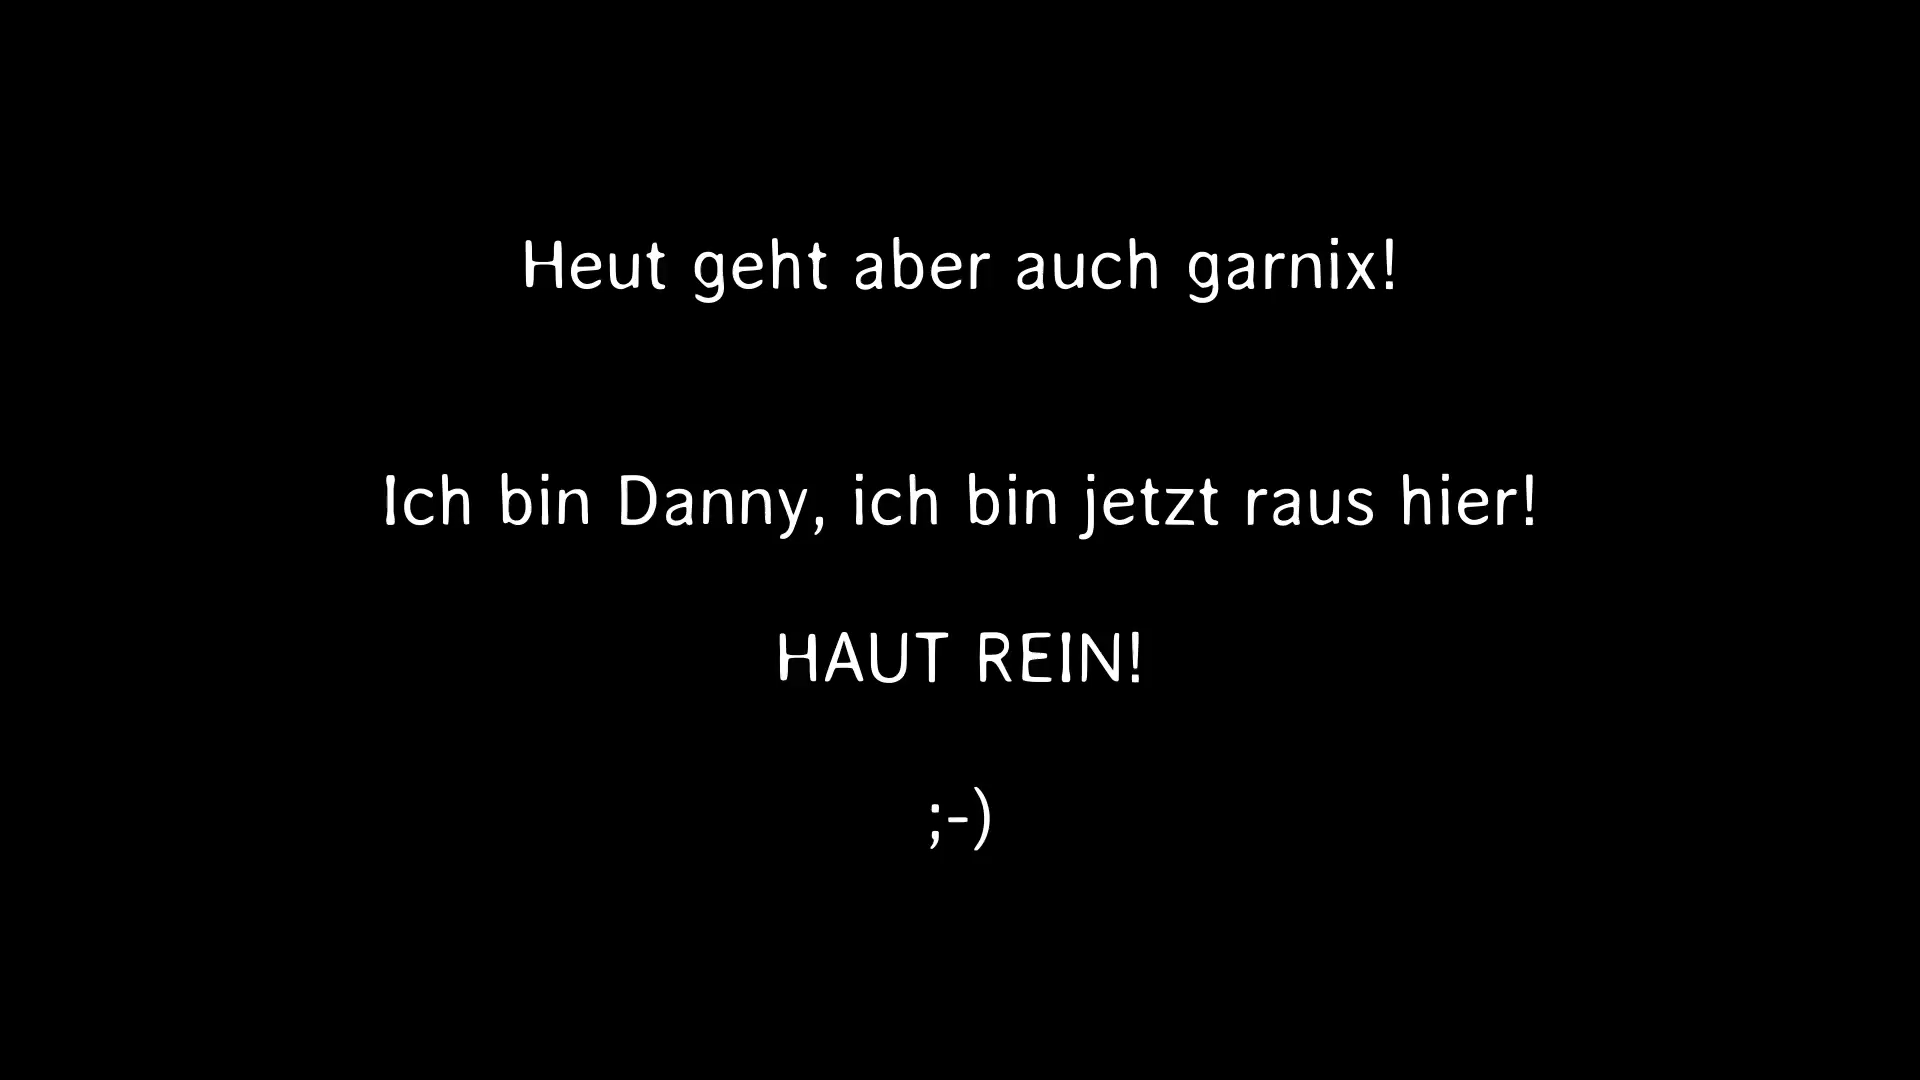 Heut geht aber auch garnix!
Ich bin Danny, ich bin jetzt raus hier!
HAUT REIN!
;-)